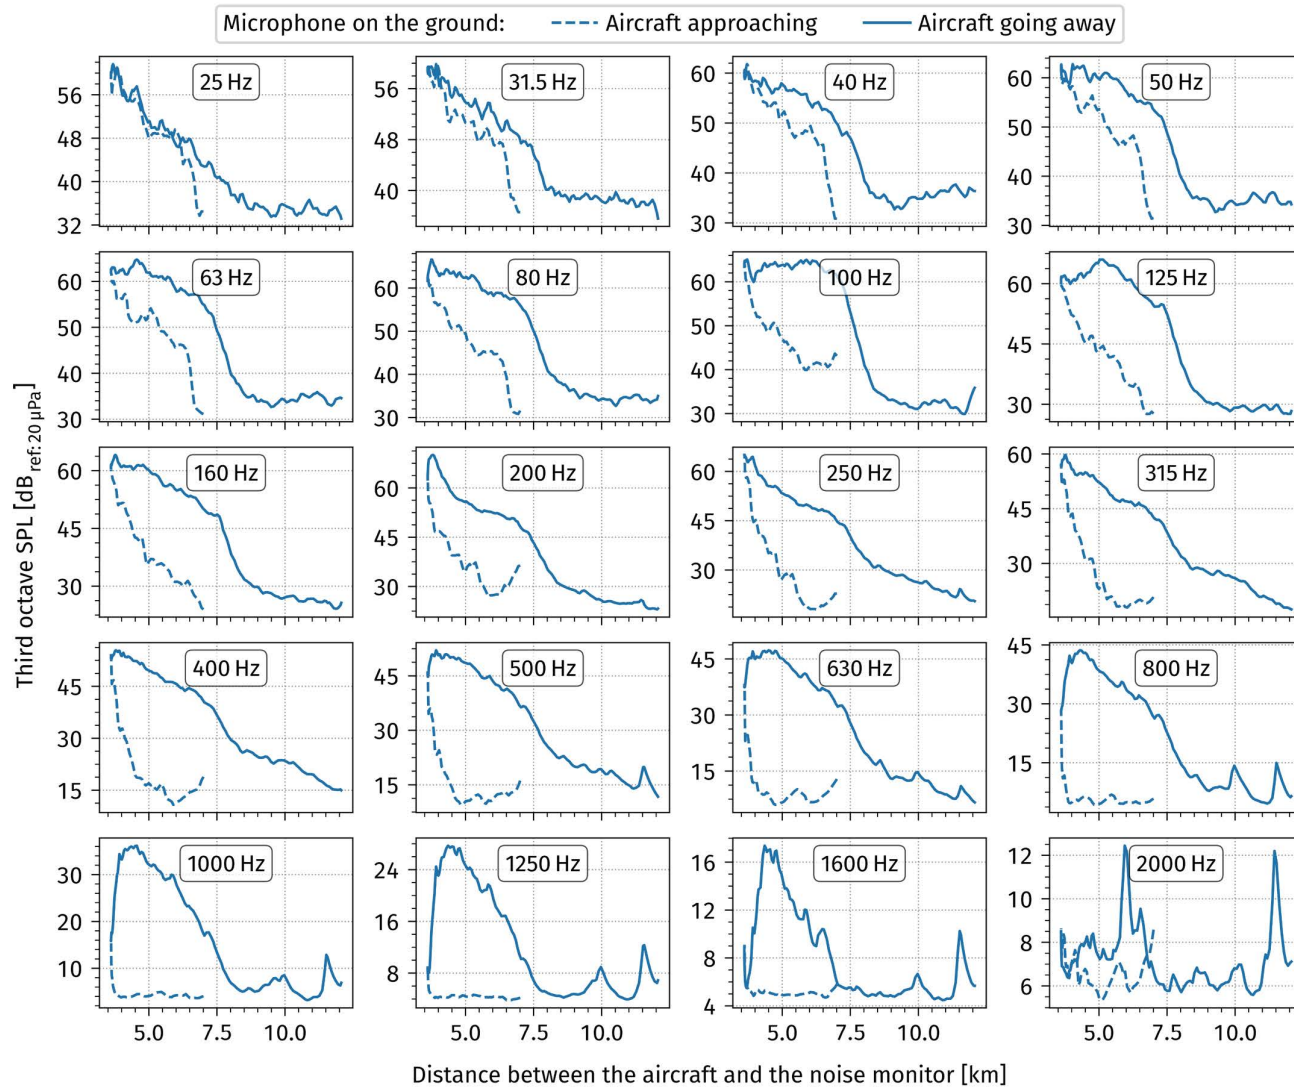 Microphone on the ground: Aircraft approaching Aircraft going away
25 Hz 31.5 Hz 40 Hz 50 Hz
56 48 40 32
56 48 40
60 50 40 30
60 50 40 30
63 Hz 80 Hz 100 Hz 125 Hz
60 50 40 30
60 50 40 30
60 50 40 30
60 45 30
160 Hz 200 Hz 250 Hz 315 Hz
60 45 30
60 45 30
60 45 30
60 45 30
400 Hz 500 Hz 630 Hz 800 Hz
45 30 15
45 30 15
45 30 15
45 30 15
1000 Hz 1250 Hz 1600 Hz 2000 Hz
30 20 10
24 16 8
16 12 8 4
12 10 8 6
5.0 7.5 10.0 5.0 7.5 10.0 5.0 7.5 10.0 5.0 7.5 10.0
Third octave SPL [dB ref: 20 µPa]
Distance between the aircraft and the noise monitor [km]